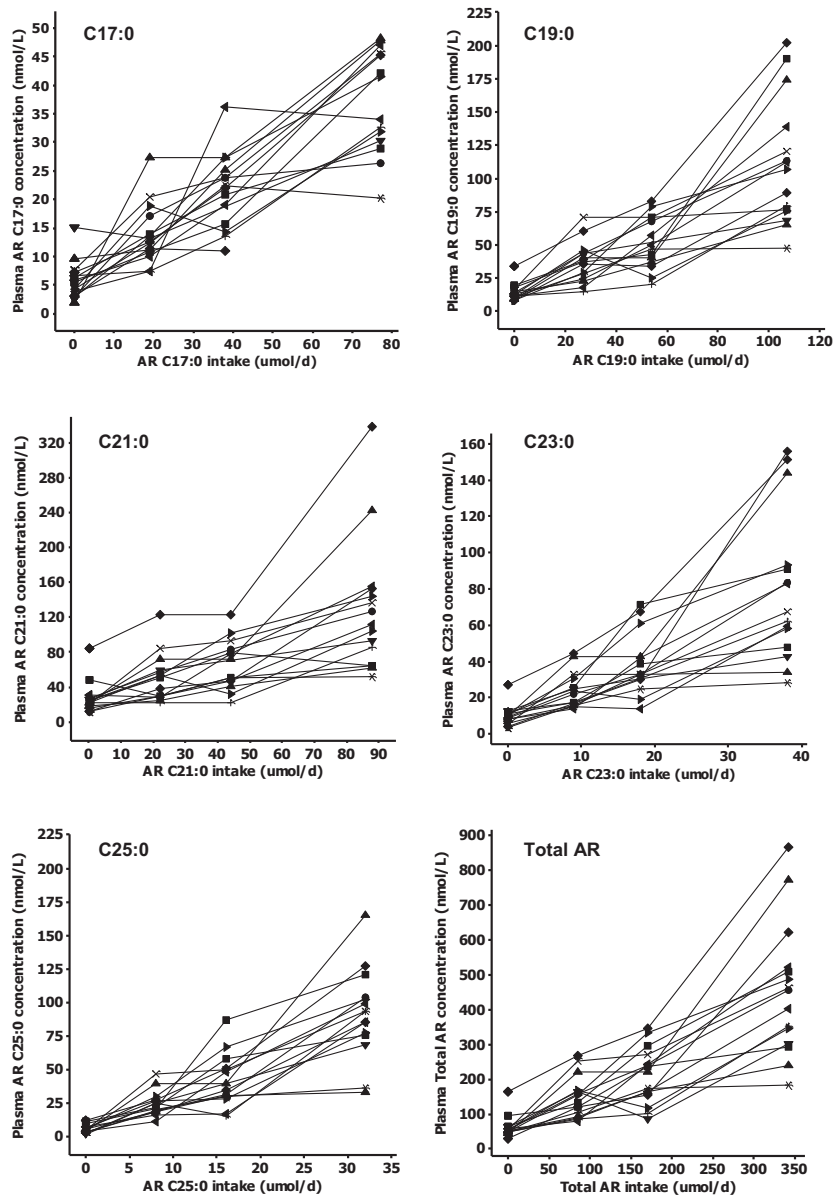 C17:0
Plasma AR C17:0 concentration (nmol/L)
50
45
40
35
30
25
20
15
10
5
0
0 10 20 30 40 50 60 70 80
AR C17:0 intake (umol/d)
C19:0
Plasma AR C19:0 concentration (nmol/L)
225
200
175
150
125
100
75
50
25
0
0 20 40 60 80 100 120
AR C19:0 intake (umol/d)
C21:0
Plasma AR C21:0 concentration (nmol/L)
320
280
240
200
160
120
80
40
0
0 10 20 30 40 50 60 70 80 90
AR C21:0 intake (umol/d)
C23:0
Plasma AR C23:0 concentration (nmol/L)
160
140
120
100
80
60
40
20
0
0 10 20 30 40
AR C23:0 intake (umol/d)
C25:0
Plasma AR C25:0 concentration (nmol/L)
225
200
175
150
125
100
75
50
25
0
0 5 10 15 20 25 30 35
AR C25:0 intake (umol/d)
Total AR
Plasma Total AR concentration (nmol/L)
900
800
700
600
500
400
300
200
100
0
0 50 100 150 200 250 300 350
Total AR intake (umol/d)